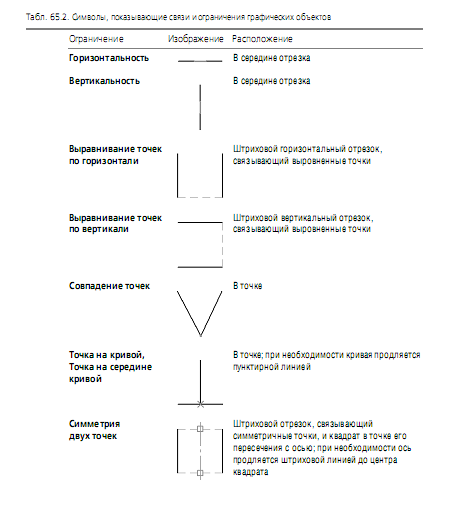 Табл. 65.2. Символы, показывающие связи и ограничения графических объектов
Ограничение Изображение Расположение
Горизонтальность В середине отрезка
Вертикальность В середине отрезка
Выравнивание точек Штриховой горизонтальный отрезок,
по горизонтали связывающий выровненные точки
Выравнивание точек Штриховой вертикальный отрезок,
по вертикали связывающий выровненные точки
Совпадение точек В точке
Точка на кривой, В точке; при необходимости кривая продляется
Точка на середине пунктирной линией
кривой
Симметрия Штриховой отрезок, связывающий
двух точек симметричные точки, и квадрат в точке его
пересечения с осью; при необходимости ось
продляется штриховой линией до центра
квадрата